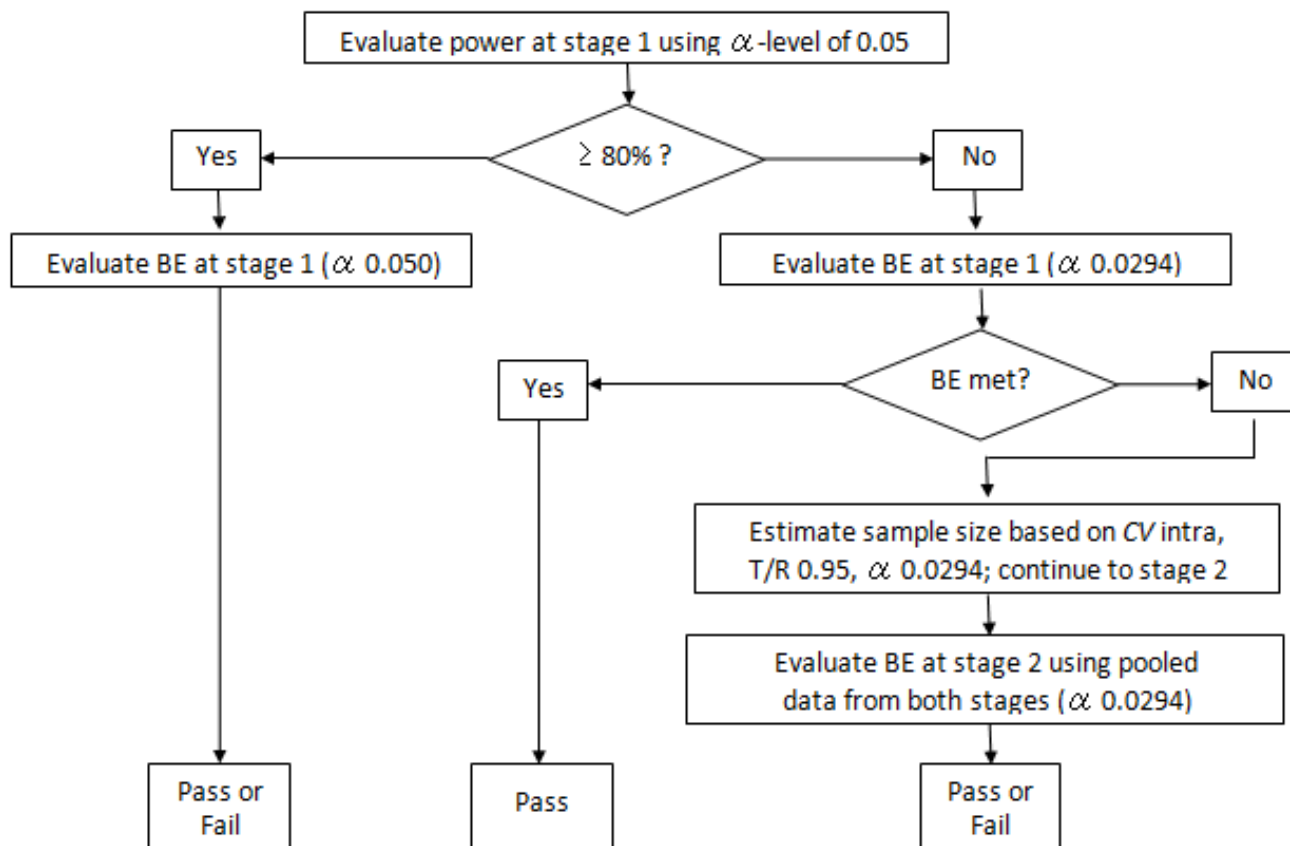 Evaluate power at stage 1 using α-level of 0.05
Yes
≥ 80% ?
No
Evaluate BE at stage 1 (α 0.050)
Evaluate BE at stage 1 (α 0.0294)
Yes
BE met?
No
Estimate sample size based on CV intra,
T/R 0.95, α 0.0294; continue to stage 2
Evaluate BE at stage 2 using pooled
data from both stages (α 0.0294)
Pass or
Fail
Pass
Pass or
Fail